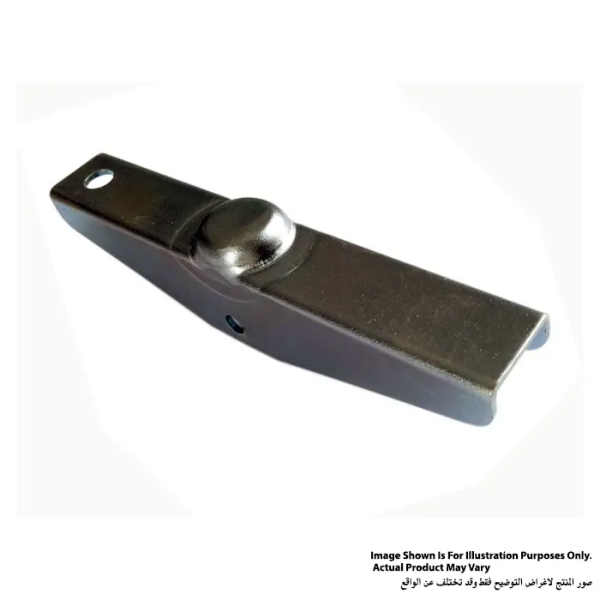 Image Shown Is For Illustration Purposes Only.
Actual Product May Vary
صور المنتج لاغراض التوضيح فقط وقد تختلف عن الواقع